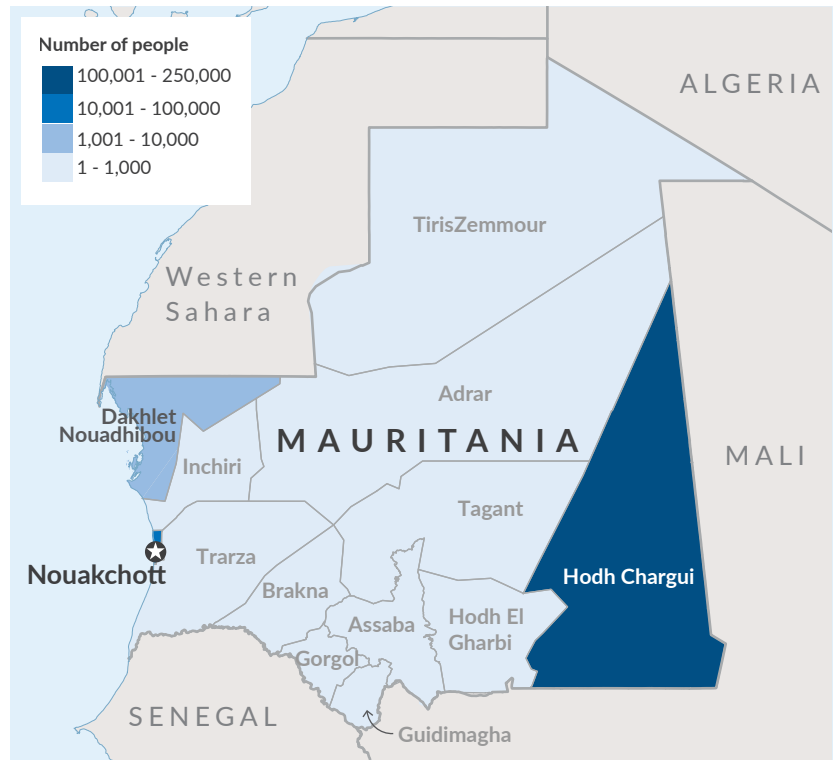 Number of people
100,001 - 250,000
10,001 - 100,000
1,001 - 10,000
1 - 1,000
ALGERIA
TirisZemmour
Western
Sahara
Adrar
Dakhlet
Nouadhibou
MAURITANIA
MALI
Inchiri
Tagant
Trarza
Nouakchott
Hodh Chargui
Brakna
Hodh El
Gharbi
Assaba
Gorgol
SENEGAL
Guidimagha